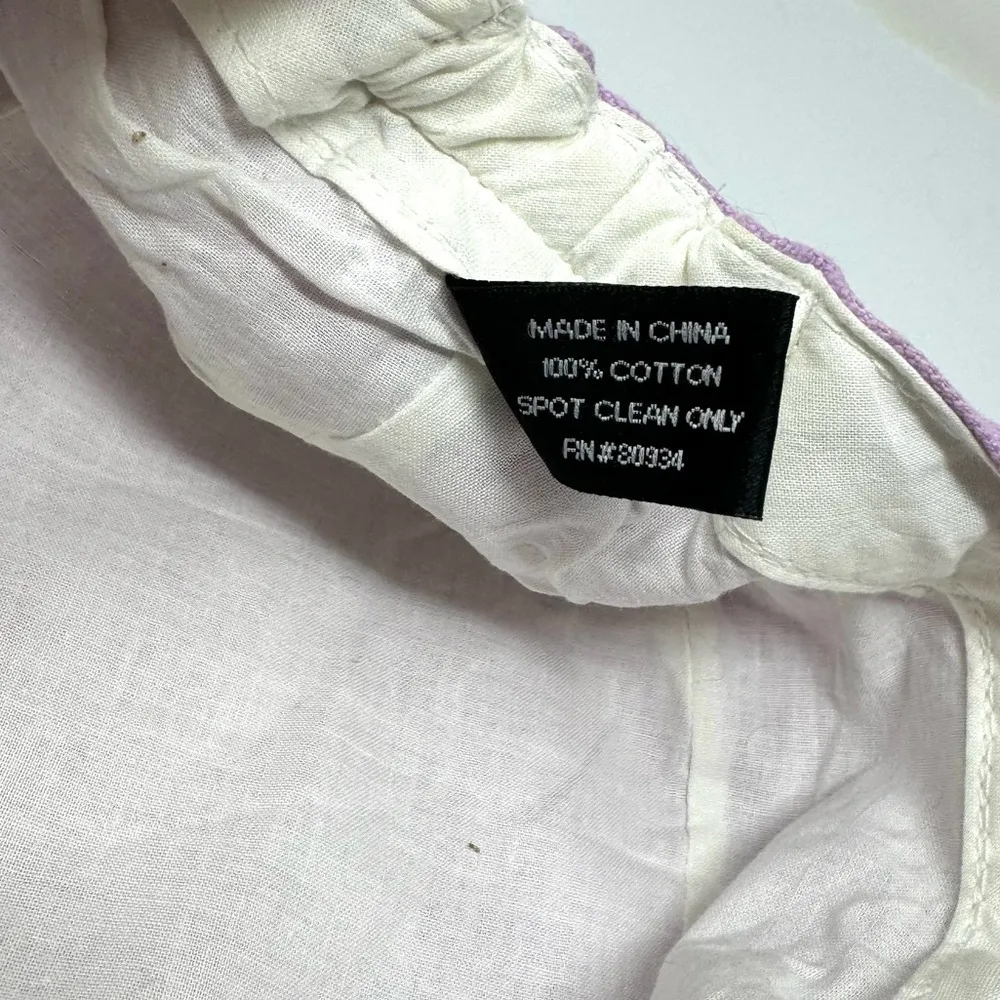 MADE IN CHINA
100% COTTON
SPOT CLEAN ONLY
RN#80934